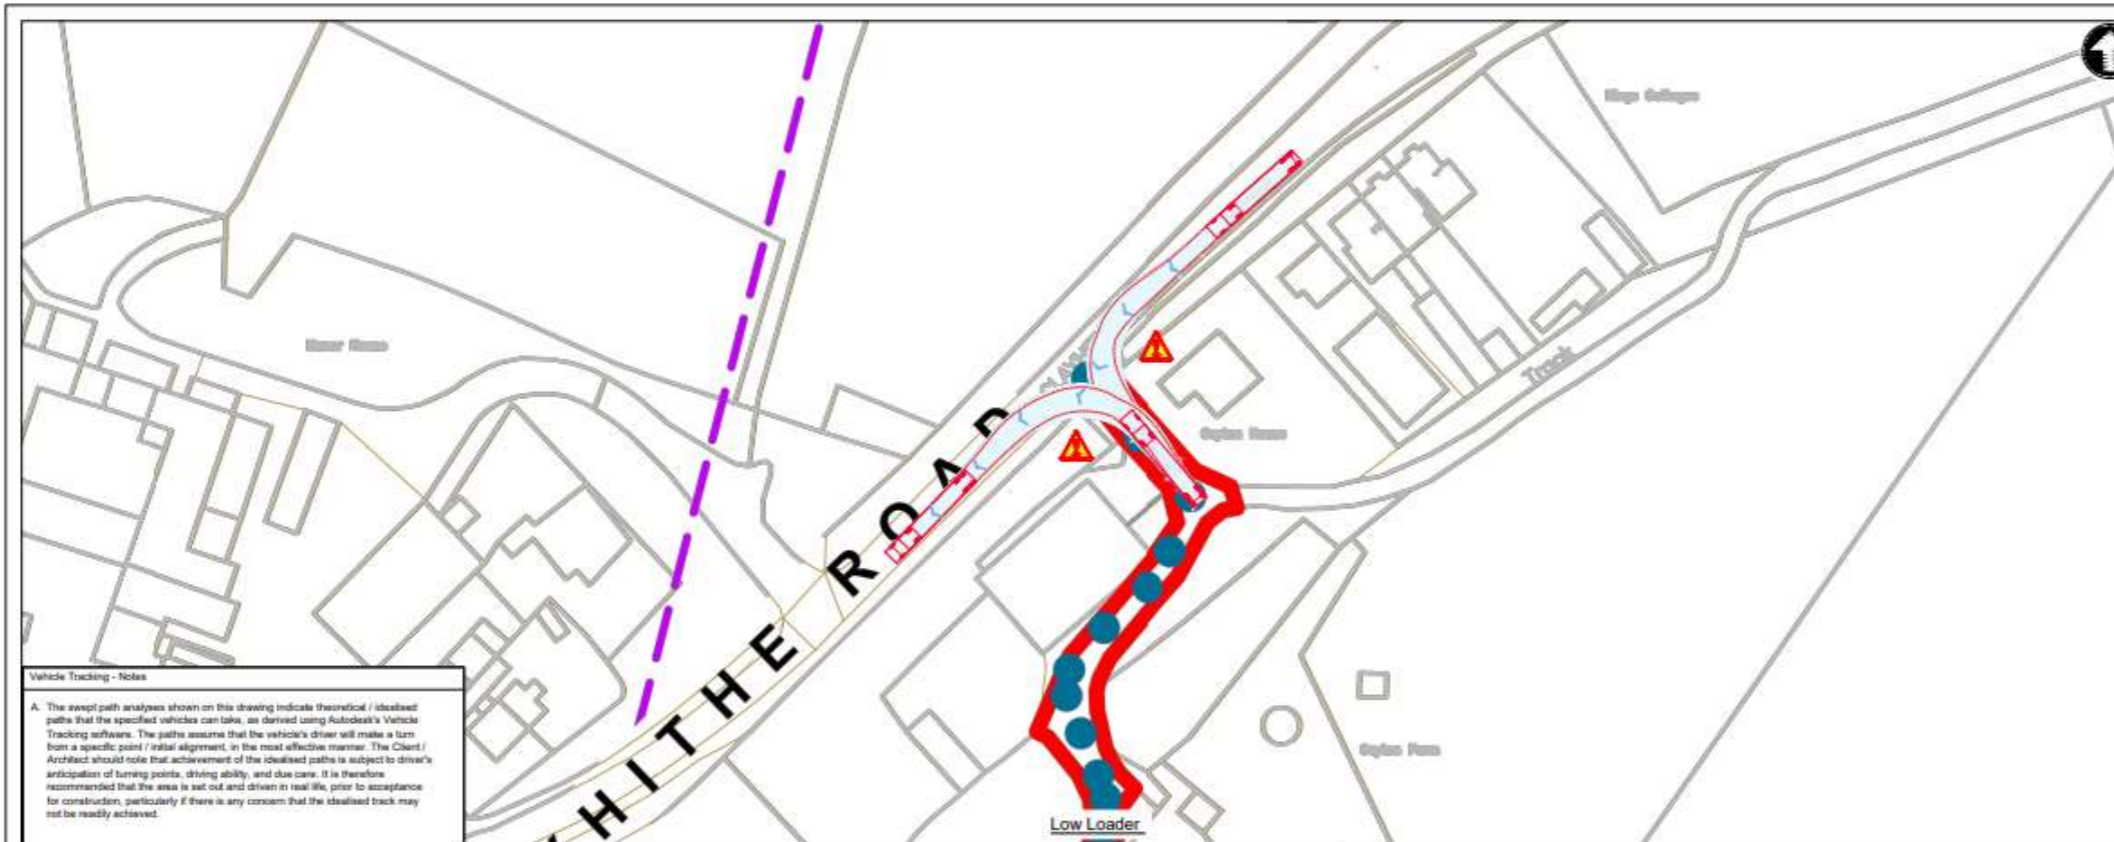 Manor House
Track
R O A D
H I T H E
Vehicle Tracking - Notes
A. The swept path analyses shown on this drawing indicate theoretical / idealised
paths that the specified vehicles can take, as derived using Autodesk's Vehicle
Tracking software. The paths assume that the vehicle's driver will make a turn
from a specific point / initial alignment, in the most effective manner. The Client /
Architect should note that achievement of the idealised paths is subject to driver's
anticipation of turning points, driving ability, and due care. It is therefore
recommended that the area is set out and driven in real life, prior to acceptance
for construction, particularly if there is any concern that the idealised track may
not be readily achieved.
Low Loader